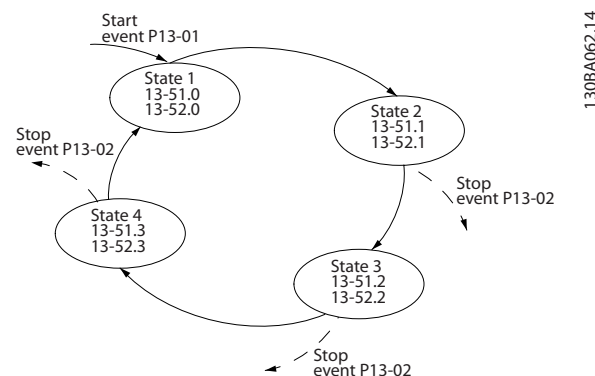 Start
event P13-01
State 1
13-51.0
13-52.0
State 2
13-51.1
13-52.1
Stop
event P13-02
Stop
event P13-02
State 4
13-51.3
13-52.3
State 3
13-51.2
13-52.2
Stop
event P13-02
130BA062.14